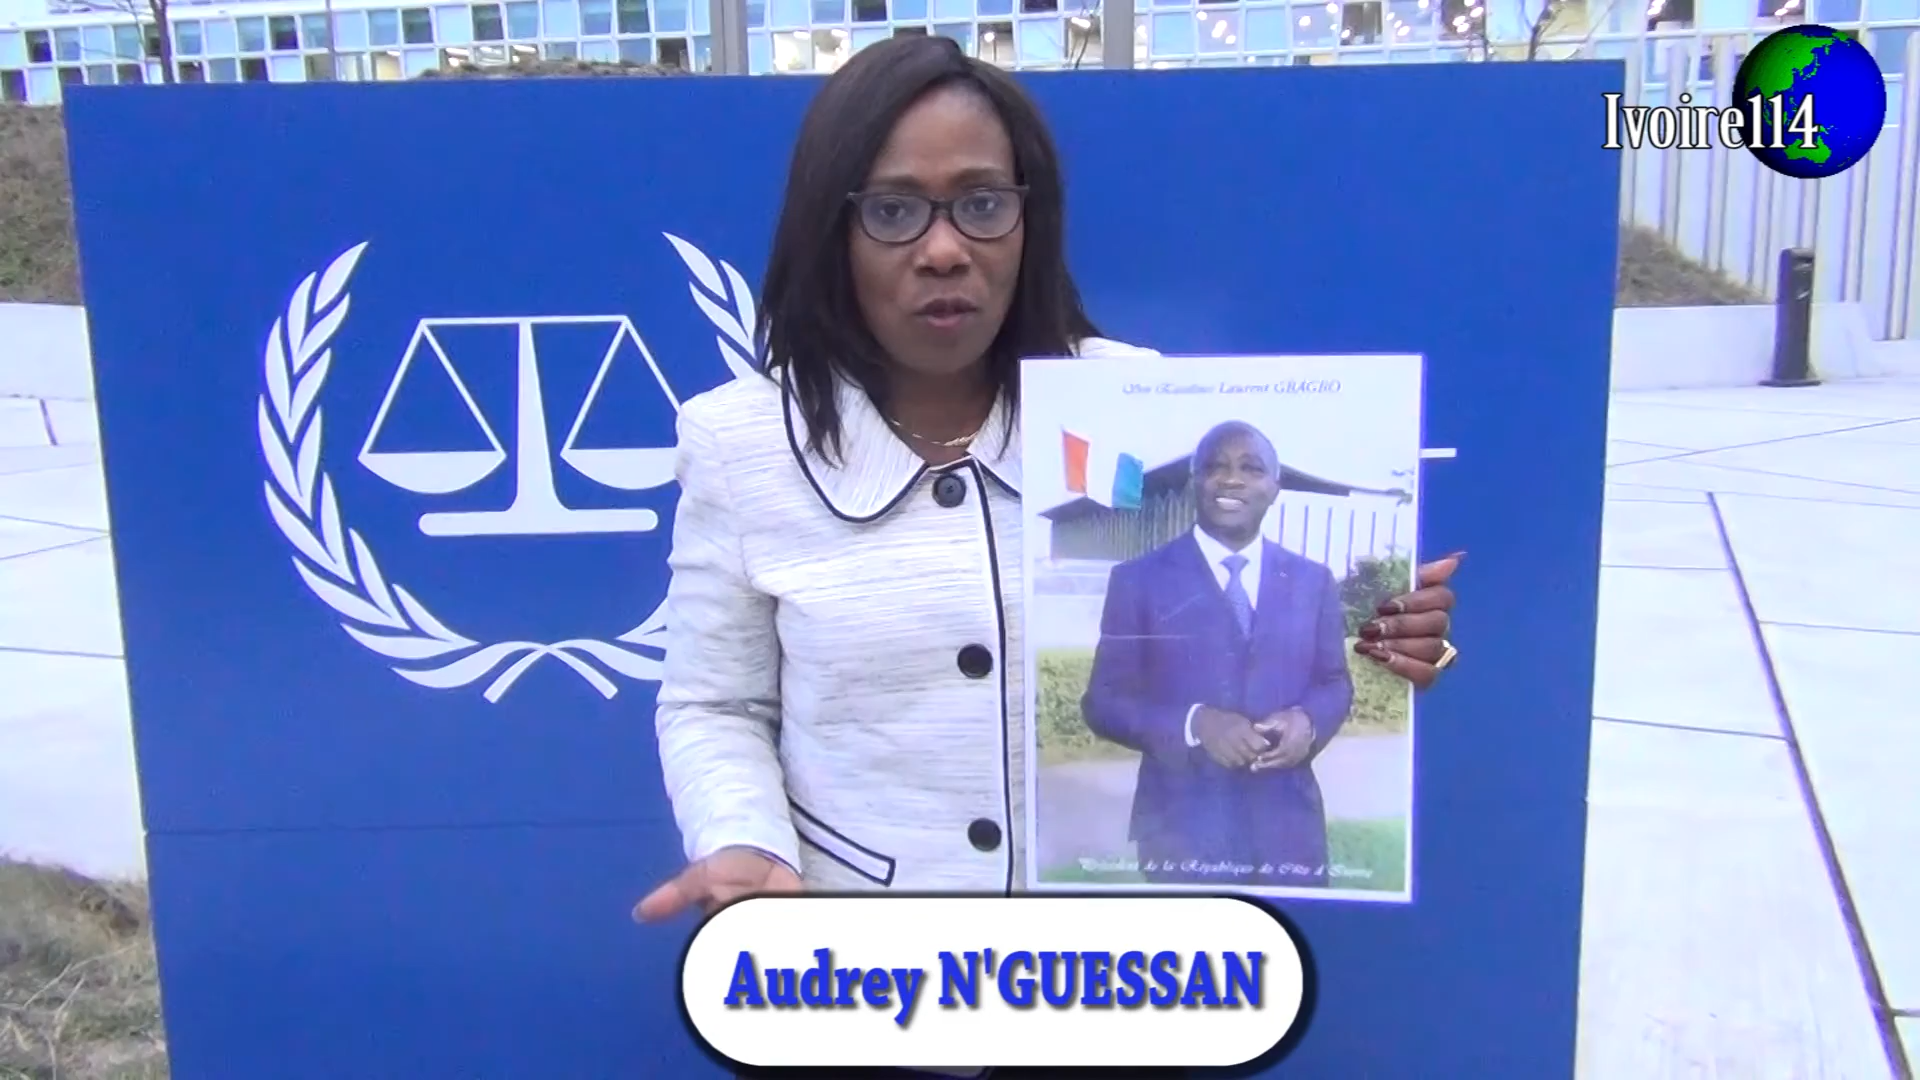 Ivoire114
Son Excellence Laurent GBAGBO
Président de la République de Côte d'Ivoire
Audrey N'GUESSAN